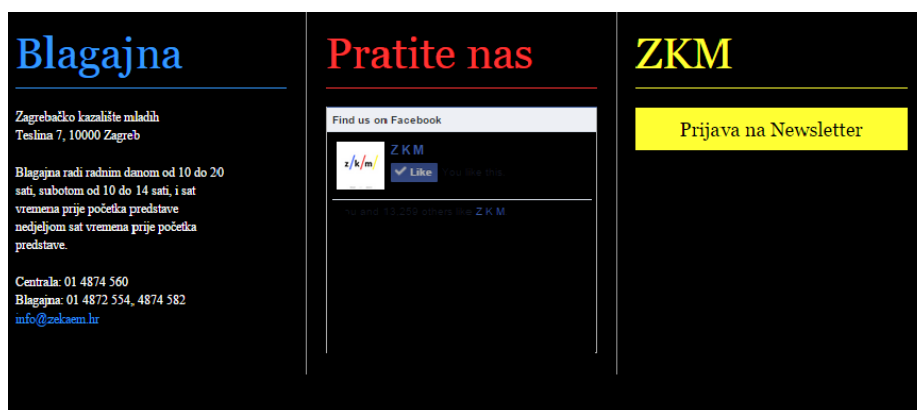 Blagajna
Zagrebačko kazalište mladih
Teslina 7, 10000 Zagreb
Blagajna radi radnim danom od 10 do 20
sati, subotom od 10 do 14 sati, i sat
vremena prije početka predstave
nedjeljom sat vremena prije početka
predstave.
Centrala: 01 4874 560
Blagajna: 01 4872 554, 4874 582
info@zekaem.hr
Pratite nas
Find us on Facebook
z/k/m/
Z K M
Like You like this.
You and 13,259 others like Z K M.
ZKM
Prijava na Newsletter